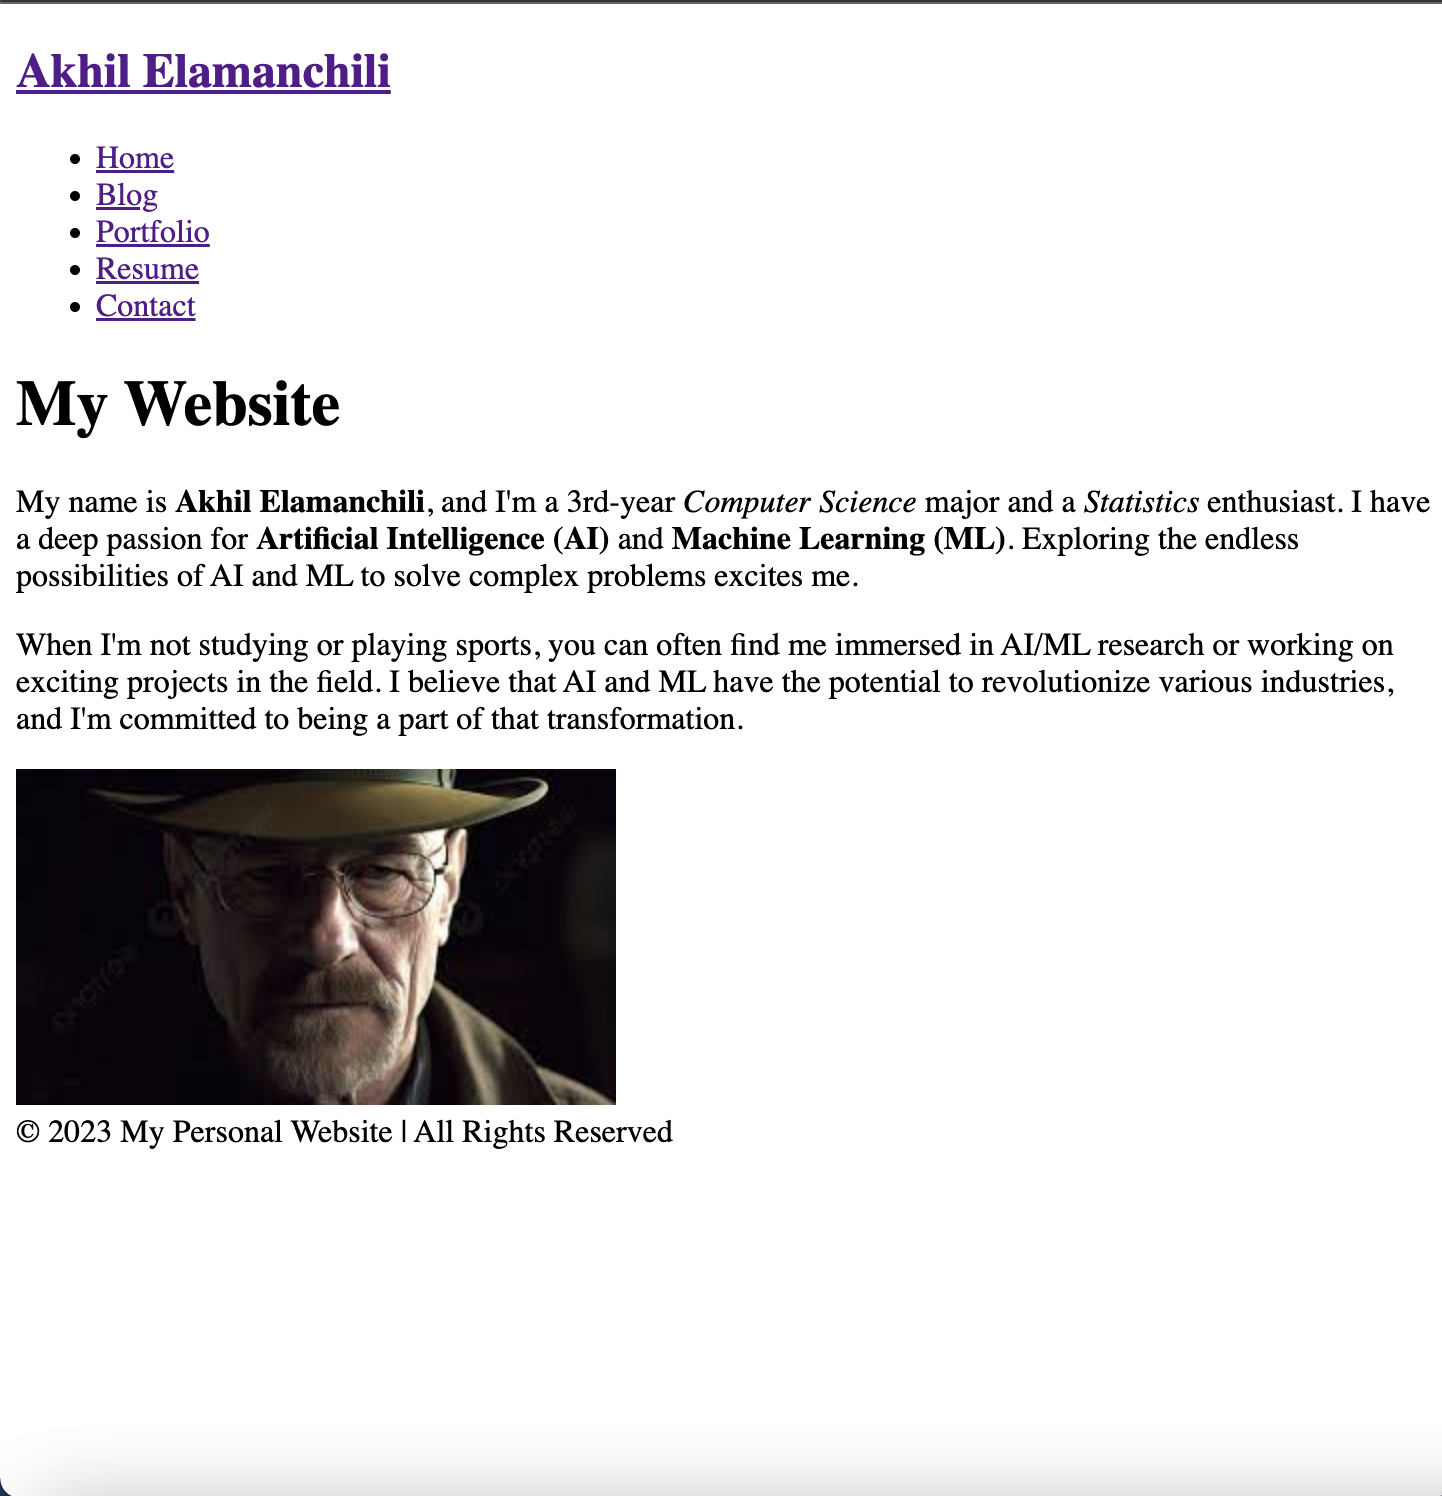 Akhil Elamanchili
Home
Blog
Portfolio
Resume
Contact
My Website
My name is Akhil Elamanchili, and I'm a 3rd-year Computer Science major and a Statistics enthusiast. I have
a deep passion for Artificial Intelligence (AI) and Machine Learning (ML). Exploring the endless
possibilities of AI and ML to solve complex problems excites me.
When I'm not studying or playing sports, you can often find me immersed in AI/ML research or working on
exciting projects in the field. I believe that AI and ML have the potential to revolutionize various industries,
and I'm committed to being a part of that transformation.
© 2023 My Personal Website | All Rights Reserved